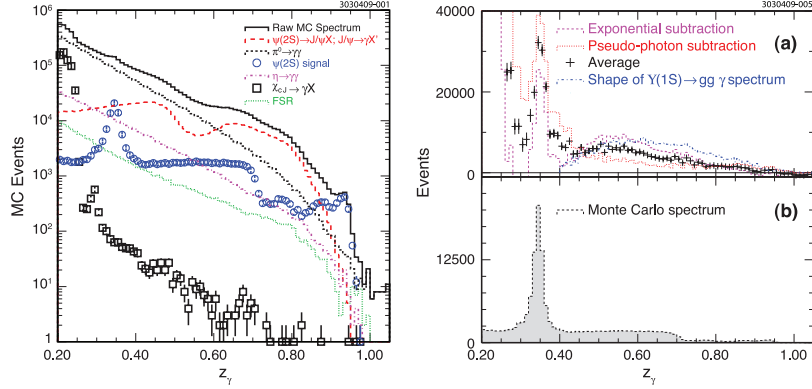 3030409-001
Raw MC Spectrum
ψ(2S)→J/ψX; J/ψ→γX'
π⁰→γγ
ψ(2S) signal
η→γγ
χcJ→γX
FSR
MC Events
10⁶
10⁵
10⁴
10³
10²
10¹
1
0.20 0.40 0.60 0.80 1.00
zγ
3030409-005
(a)
Exponential subtraction
Pseudo-photon subtraction
Average
Shape of Υ(1S)→gg γ spectrum
40000
30000
20000
10000
0
Events
(b)
Monte Carlo spectrum
12500
0
0.20 0.40 0.60 0.80 1.00
zγ